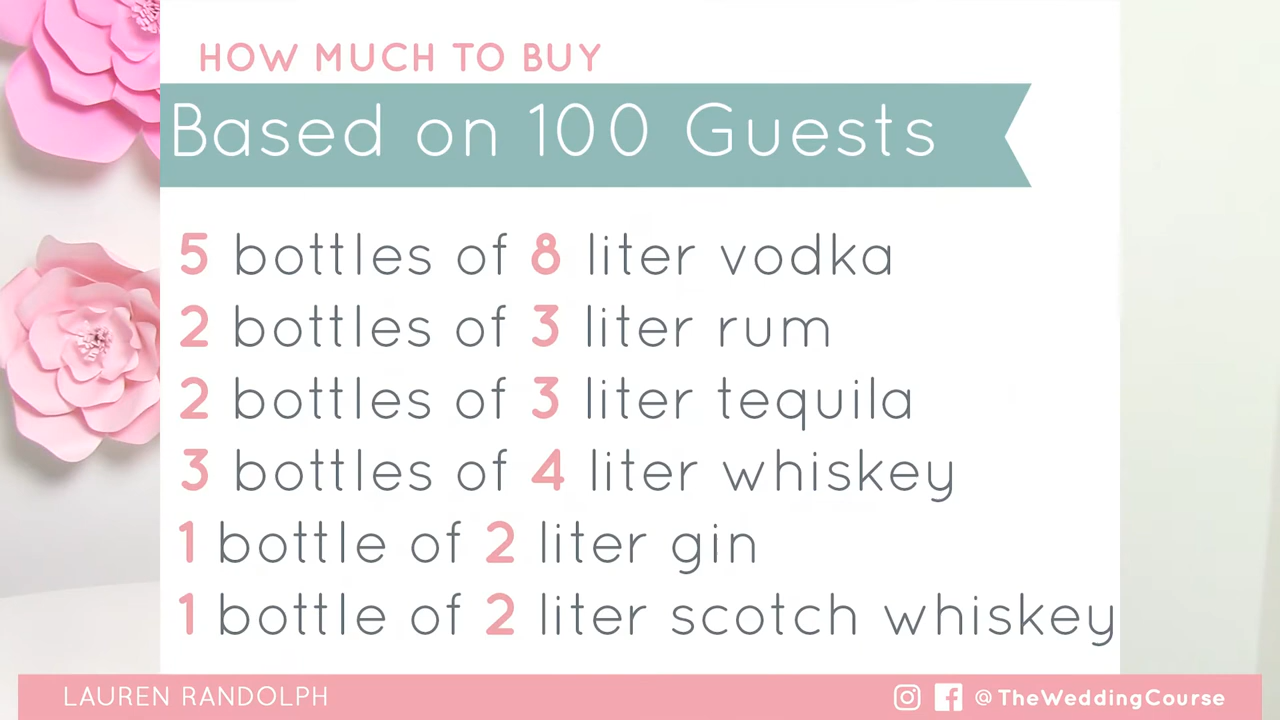 HOW MUCH TO BUY
Based on 100 Guests
5 bottles of 8 liter vodka
2 bottles of 3 liter rum
2 bottles of 3 liter tequila
3 bottles of 4 liter whiskey
1 bottle of 2 liter gin
1 bottle of 2 liter scotch whiskey
LAUREN RANDOLPH
@TheWeddingCourse